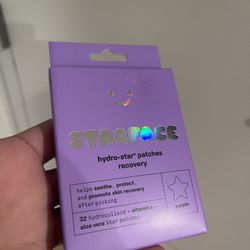 STARFACE
hydro-star® patches
recovery
helps soothe, protect,
and promote skin recovery
after picking
32 hydrocolloid + vitamin a +
aloe vera star patches
purple